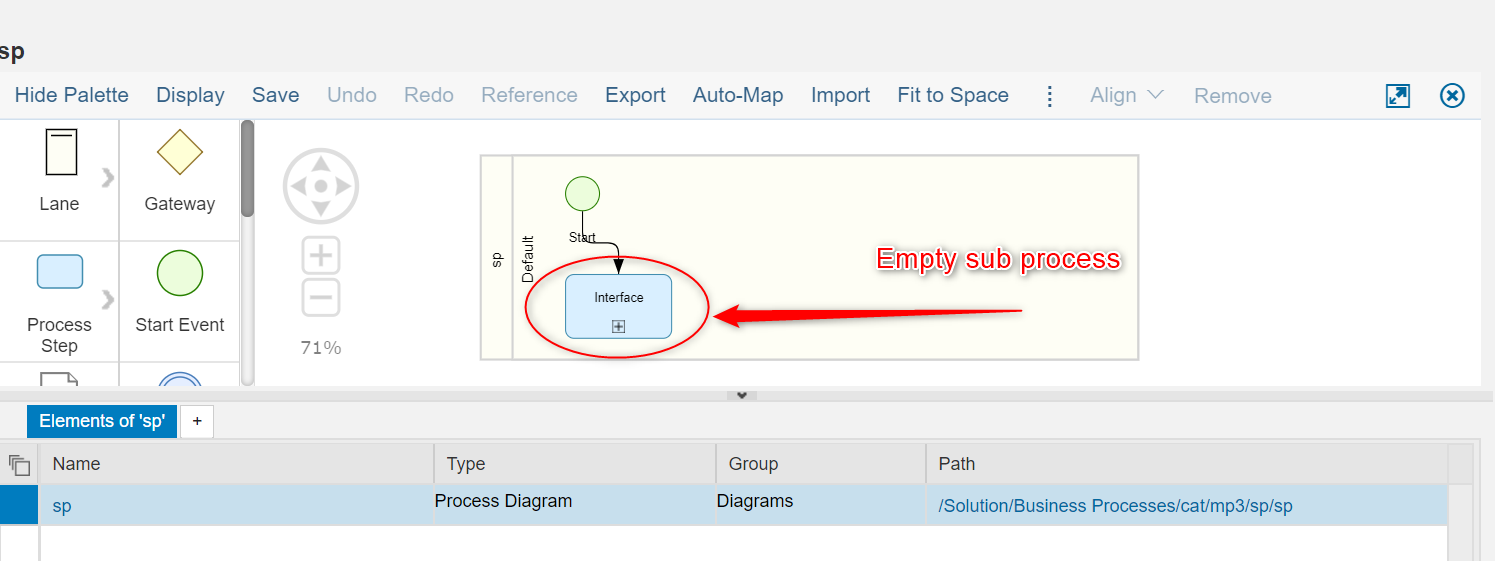 sp
Hide Palette Display Save Undo Redo Reference Export Auto-Map Import Fit to Space Align Remove
Lane Gateway
Process Step Start Event
71%
sp
Default
Start
Interface
Empty sub process
Elements of 'sp' +
Name Type Group Path
sp Process Diagram Diagrams /Solution/Business Processes/cat/mp3/sp/sp